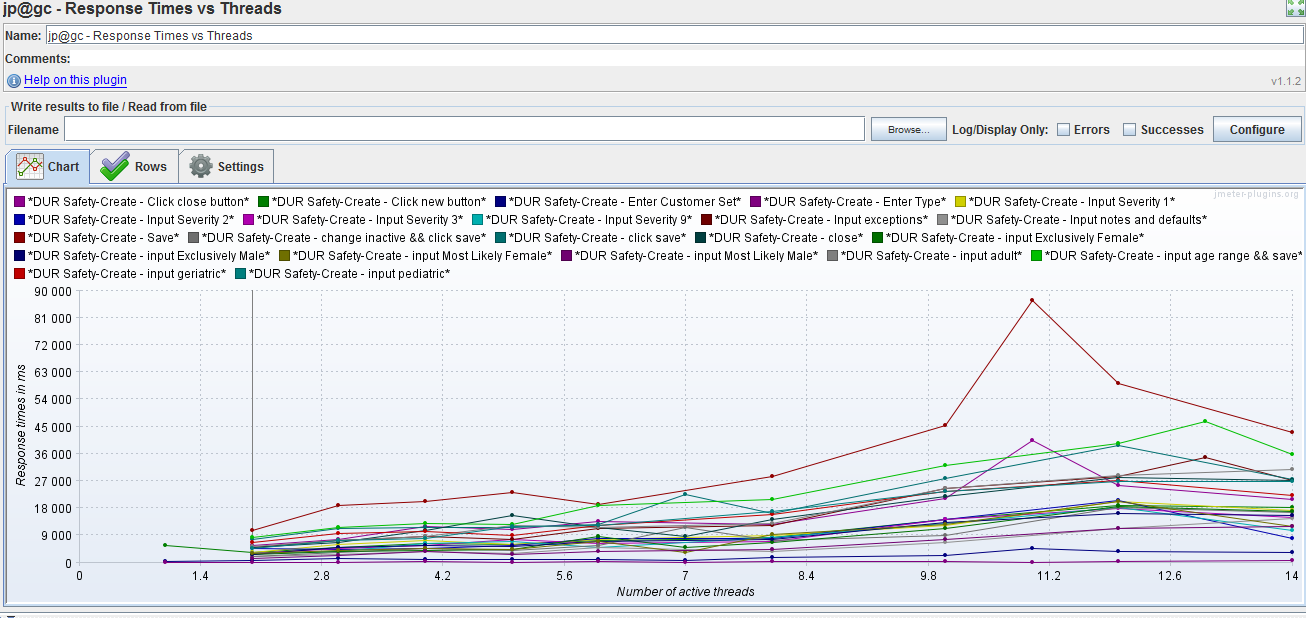 jp@gc - Response Times vs Threads
Name: jp@gc - Response Times vs Threads
Comments:
Help on this plugin v1.1.2
Write results to file / Read from file
Filename Browse... Log/Display Only: Errors Successes Configure
Chart Rows Settings
jmeter-plugins.org
*DUR Safety-Create - Click close button* *DUR Safety-Create - Click new button* *DUR Safety-Create - Enter Customer Set* *DUR Safety-Create - Enter Type* *DUR Safety-Create - Input Severity 1*
*DUR Safety-Create - Input Severity 2* *DUR Safety-Create - Input Severity 3* *DUR Safety-Create - Input Severity 9* *DUR Safety-Create - Input exceptions* *DUR Safety-Create - Input notes and defaults*
*DUR Safety-Create - Save* *DUR Safety-Create - change inactive && click save* *DUR Safety-Create - click save* *DUR Safety-Create - close* *DUR Safety-Create - input Exclusively Female*
*DUR Safety-Create - input Exclusively Male* *DUR Safety-Create - input Most Likely Female* *DUR Safety-Create - input Most Likely Male* *DUR Safety-Create - input adult* *DUR Safety-Create - input age range && save*
*DUR Safety-Create - input geriatric* *DUR Safety-Create - input pediatric*
90 000
81 000
72 000
63 000
54 000
45 000
36 000
27 000
18 000
9 000
0
Response times in ms
0 1.4 2.8 4.2 5.6 7 8.4 9.8 11.2 12.6 14
Number of active threads